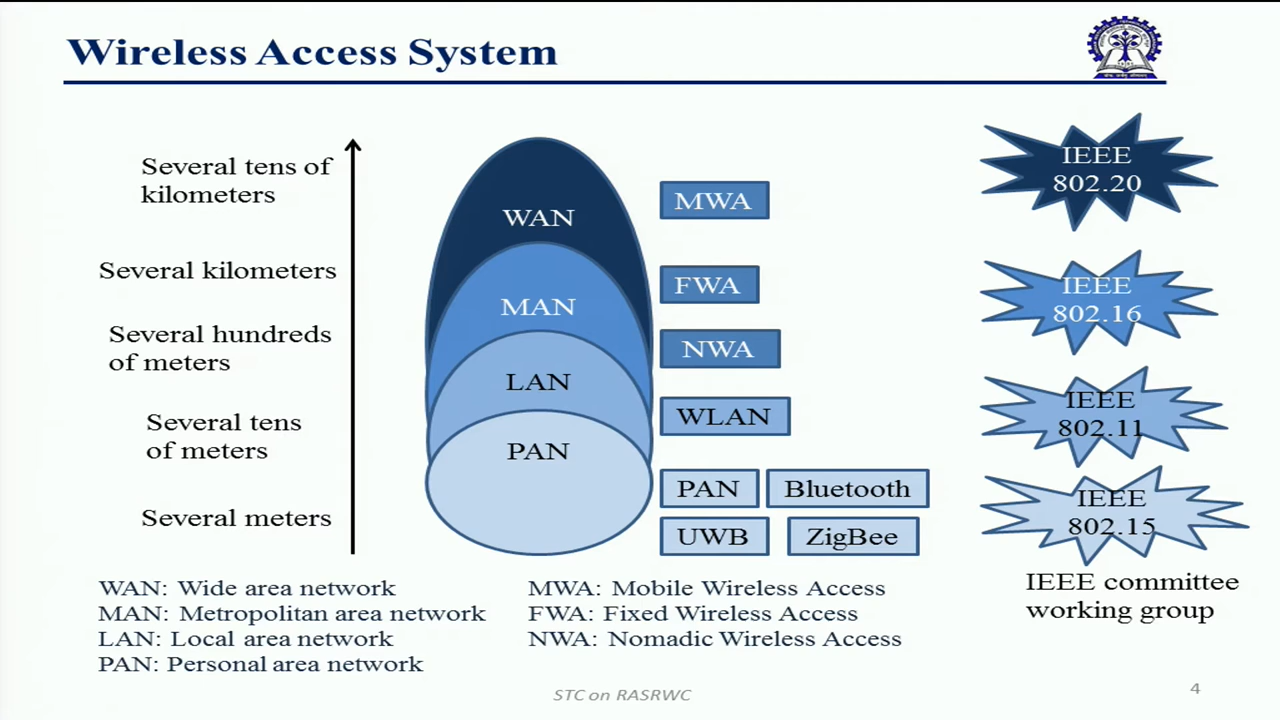 Wireless Access System
Several tens of
kilometers
Several kilometers
Several hundreds
of meters
Several tens
of meters
Several meters
WAN
MAN
LAN
PAN
MWA
FWA
NWA
WLAN
PAN
Bluetooth
UWB
ZigBee
IEEE
802.20
IEEE
802.16
IEEE
802.11
IEEE
802.15
IEEE committee
working group
WAN: Wide area network
MAN: Metropolitan area network
LAN: Local area network
PAN: Personal area network
MWA: Mobile Wireless Access
FWA: Fixed Wireless Access
NWA: Nomadic Wireless Access
STC on RASRWC
4